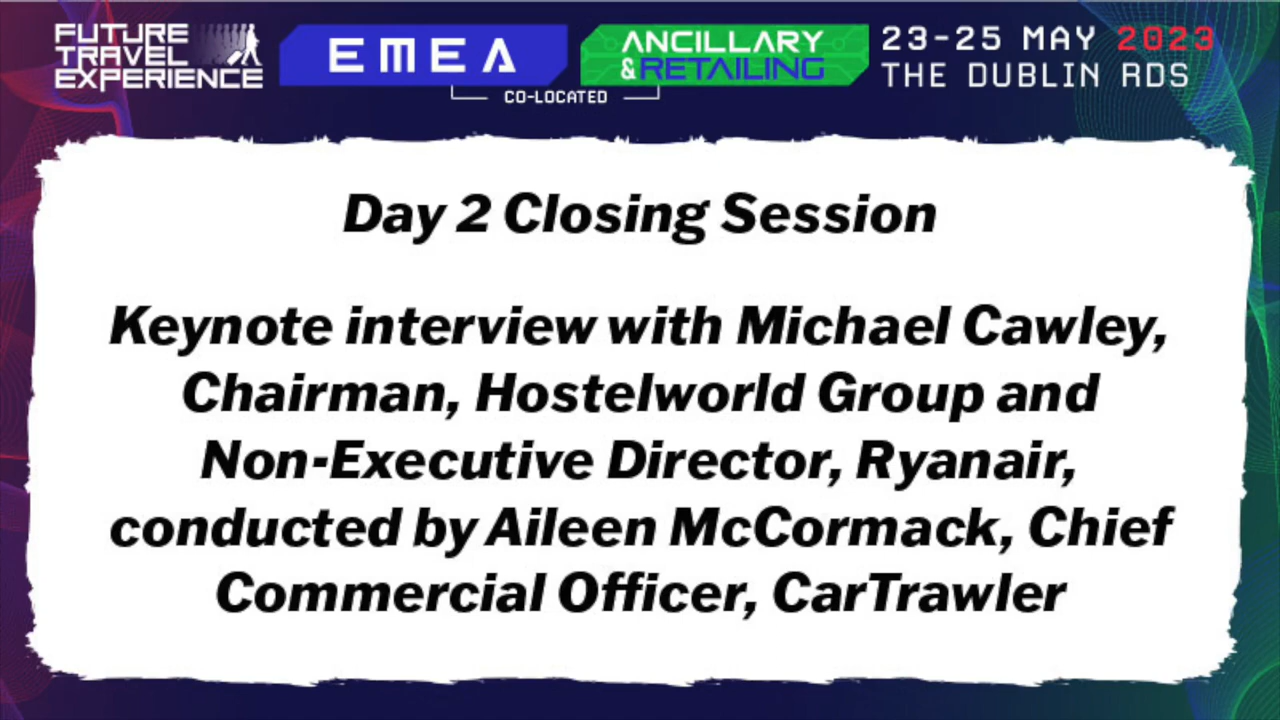 FUTURE
TRAVEL
EXPERIENCE
EMEA
ANCILLARY
&RETAILING
CO-LOCATED
23-25 MAY 2023
THE DUBLIN RDS
Day 2 Closing Session
Keynote interview with Michael Cawley,
Chairman, Hostelworld Group and
Non-Executive Director, Ryanair,
conducted by Aileen McCormack, Chief
Commercial Officer, CarTrawler